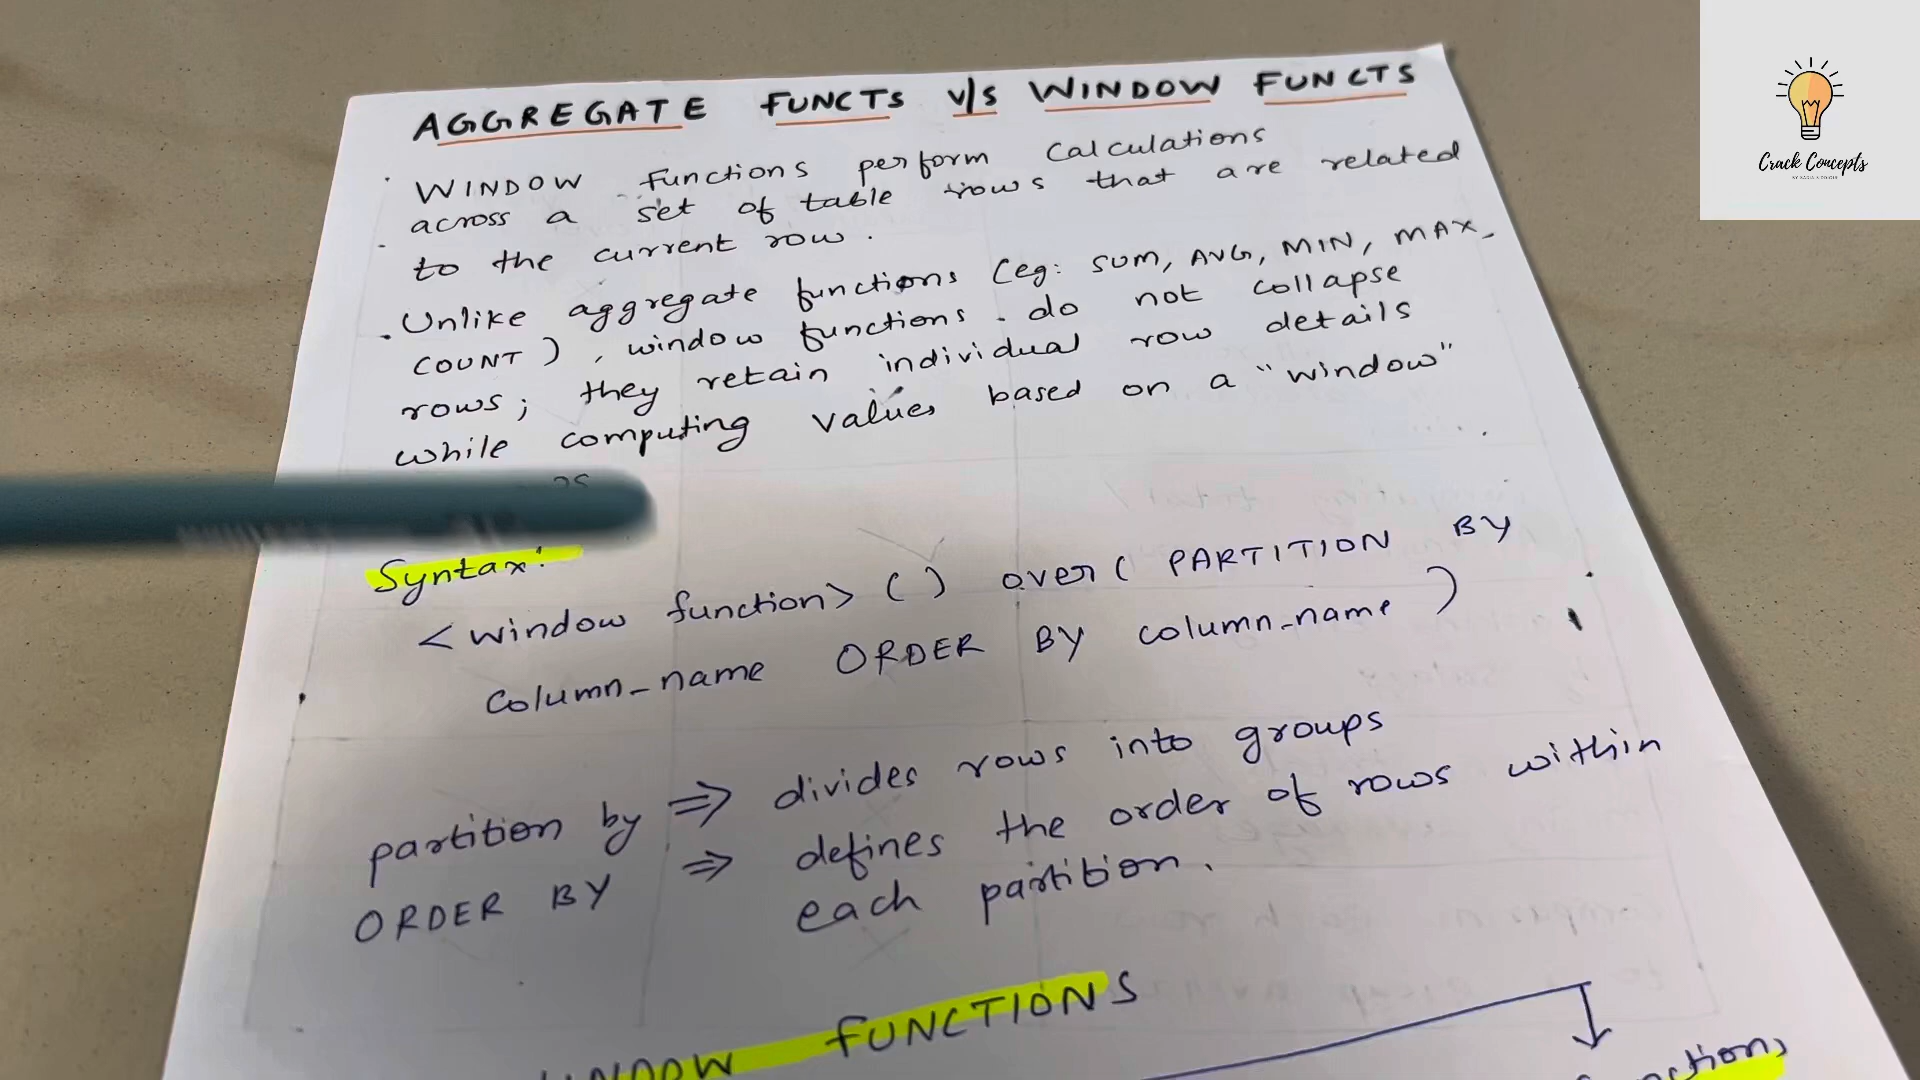 AGGREGATE FUNCTS V/S WINDOW FUNCTS
WINDOW functions perform calculations
across a set of table rows that are related
to the current row.
Unlike aggregate functions (eg: SUM, AVG, MIN, MAX
COUNT), window functions do not collapse
rows; they retain individual row details
while computing values based on a "window"
Syntax:
<window function> () over( PARTITION BY
column_name ORDER BY column_name )
partition by => divides rows into groups
ORDER BY => defines the order of rows within
each partition.
FUNCTIONS
Crack Concepts